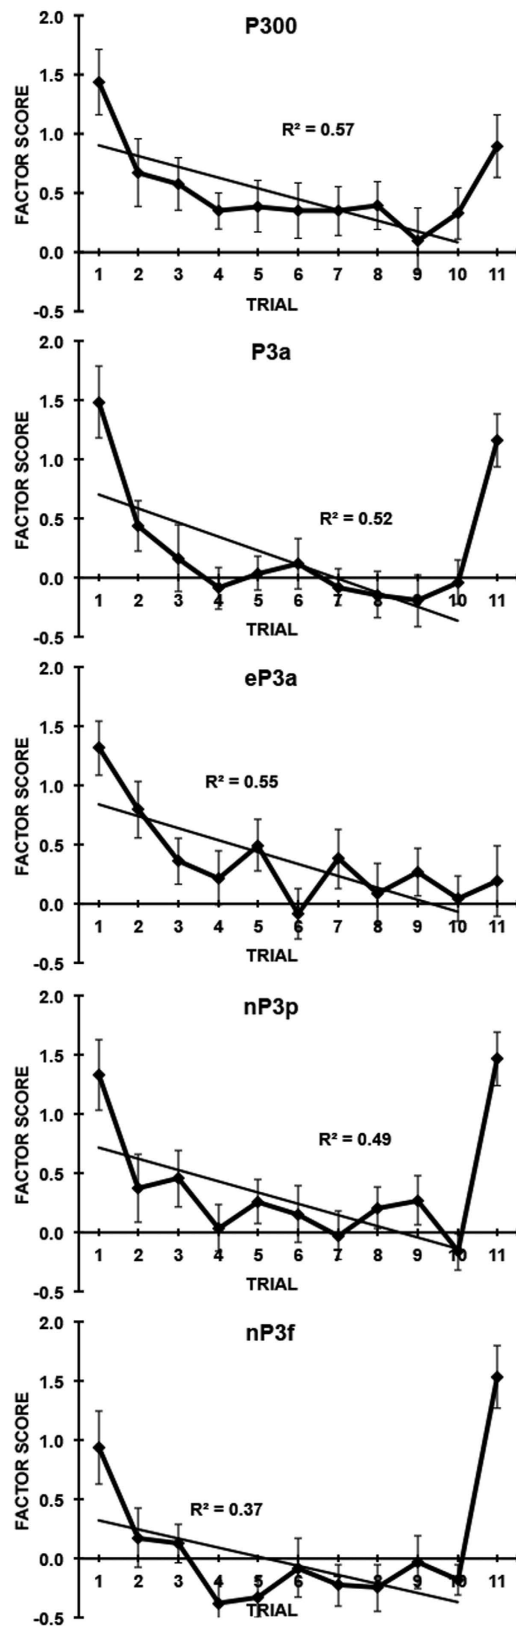 P300
2.0
1.5
1.0
0.5
0.0
-0.5
FACTOR SCORE
R² = 0.57
1 2 3 4 5 6 7 8 9 10 11
TRIAL
P3a
2.0
1.5
1.0
0.5
0.0
-0.5
FACTOR SCORE
R² = 0.52
1 2 3 4 5 6 7 8 9 10 11
TRIAL
eP3a
2.0
1.5
1.0
0.5
0.0
-0.5
FACTOR SCORE
R² = 0.55
1 2 3 4 5 6 7 8 9 10 11
TRIAL
nP3p
2.0
1.5
1.0
0.5
0.0
-0.5
FACTOR SCORE
R² = 0.49
1 2 3 4 5 6 7 8 9 10 11
TRIAL
nP3f
2.0
1.5
1.0
0.5
0.0
-0.5
FACTOR SCORE
R² = 0.37
1 2 3 4 5 6 7 8 9 10 11
TRIAL